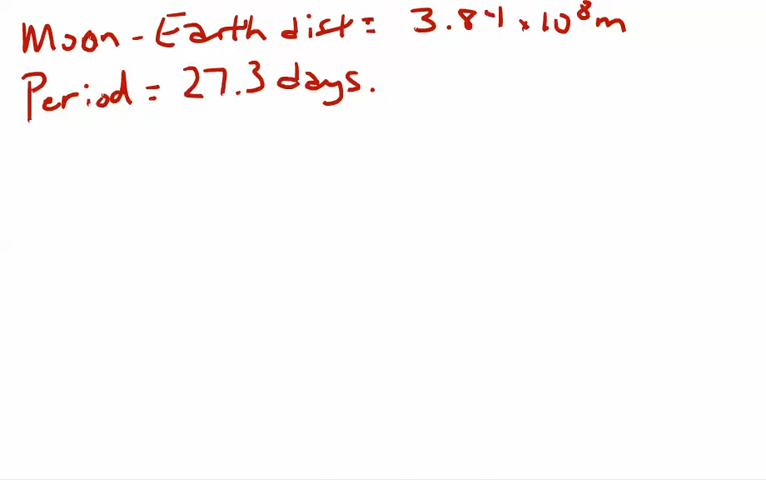 Moon - Earth dist = 3.84 × 10⁸ m
Period = 27.3 days.